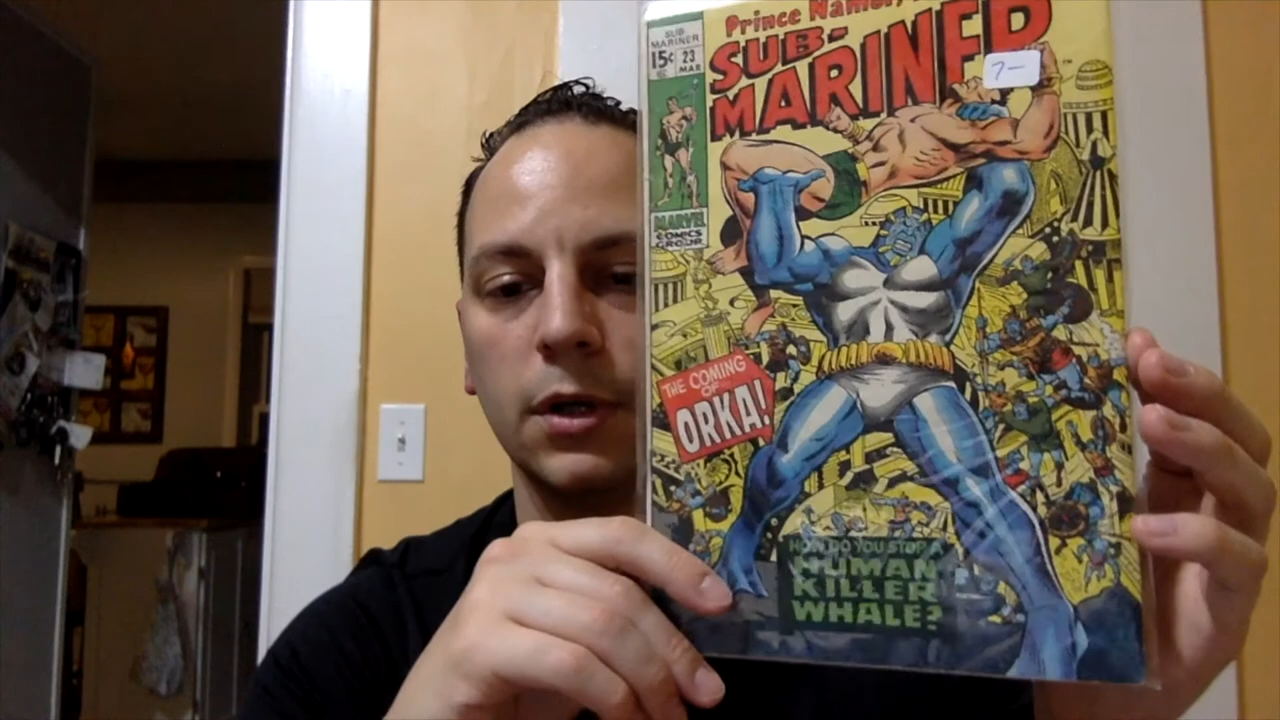 Prince Namor,
SUB-
MARINER
SUB
MARINER
15¢
23
MAR
7-
TM
MARVEL
COMICS
GROUP
THE COMING
OF
ORKA!
HOW DO YOU STOP A
HUMAN
KILLER
WHALE?